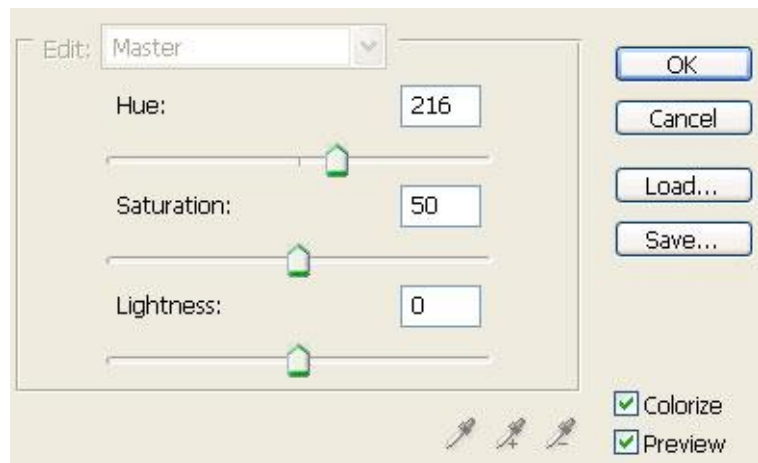 Edit: Master
OK
Hue: 216
Cancel
Load...
Saturation: 50
Save...
Lightness: 0
Colorize
Preview